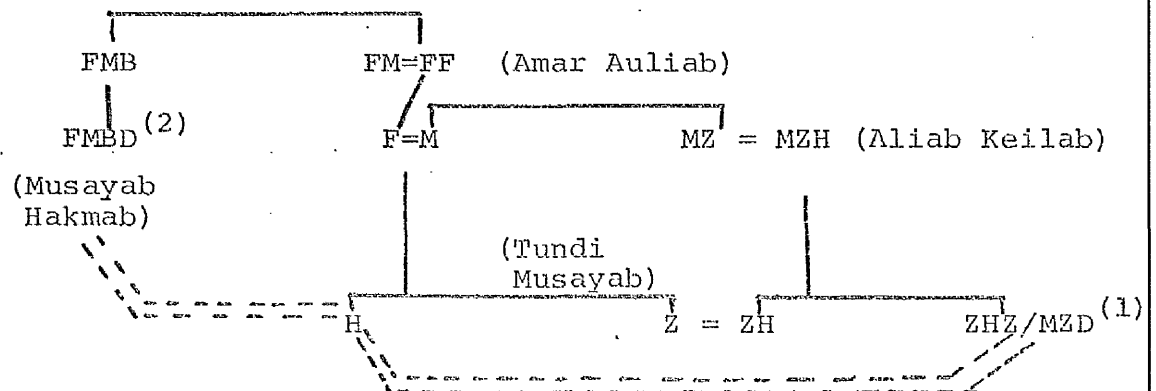 FMB FM=FF (Amar Auliab)
FMBD(2) F=M MZ = MZH (Aliab Keilab)
(Musayab
Hakmab)
(Tundi
Musayab)
H Z = ZH ZHZ/MZD(1)